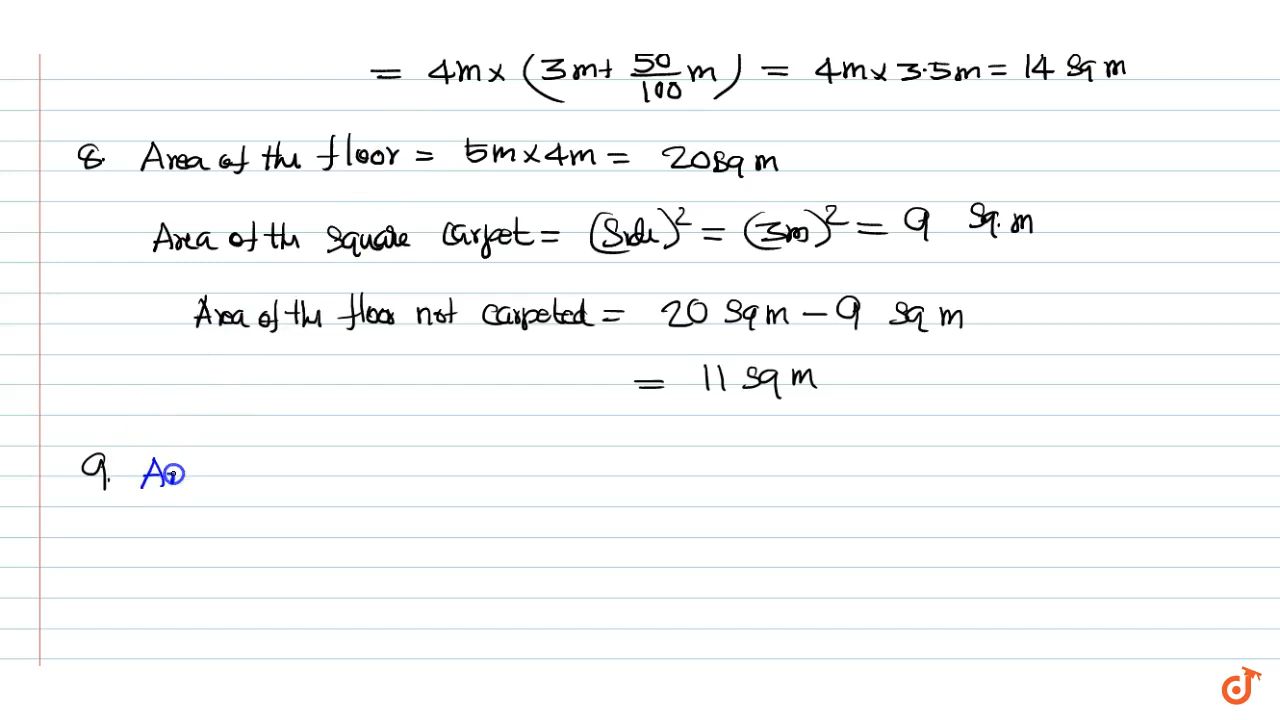 = 4m × (3m + 50/100 m) = 4m × 3.5m = 14 sq m
8. Area of the floor = 5m × 4m = 20 sq m
Area of the square carpet = (Side)² = (3m)² = 9 sq.m
Area of the floor not carpeted = 20 sq m − 9 sq m
= 11 sq m
9. A